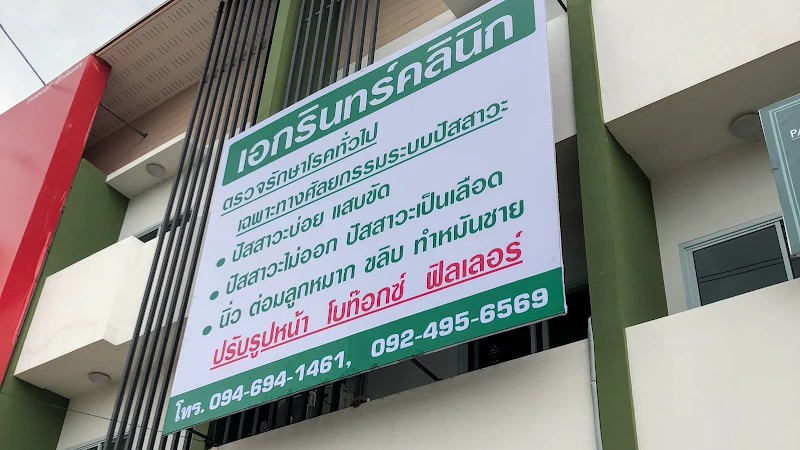 เอกรินทร์คลินิก
ตรวจรักษาโรคทั่วไป
เฉพาะทางศัลยกรรมระบบปัสสาวะ
• ปัสสาวะบ่อย แสบขัด
• ปัสสาวะไม่ออก ปัสสาวะเป็นเลือด
• นิ่ว ต่อมลูกหมาก ขลิบ ทำหมันชาย
ปรับรูปหน้า โบท๊อกซ์ ฟิลเลอร์
โทร. 094-694-1461, 092-495-6569